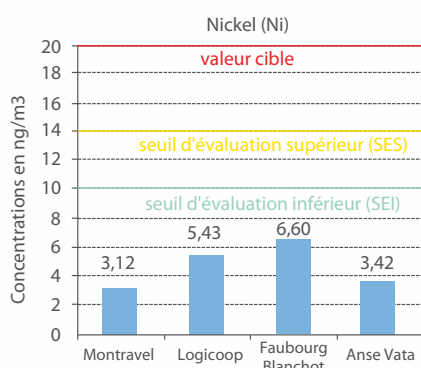 Nickel (Ni)
Concentrations en ng/m3
20
valeur cible
18
16
14
seuil d'évaluation supérieur (SES)
12
10
seuil d'évaluation inférieur (SEI)
8
6,60
6
5,43
4
3,12
3,42
2
0
Montravel
Logicoop
Faubourg
Blanchot
Anse Vata